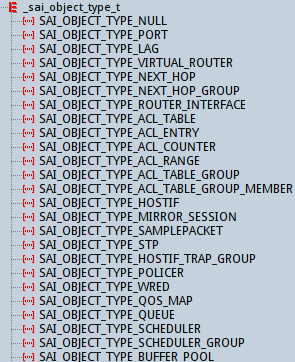 _sai_object_type_t
SAI_OBJECT_TYPE_NULL
SAI_OBJECT_TYPE_PORT
SAI_OBJECT_TYPE_LAG
SAI_OBJECT_TYPE_VIRTUAL_ROUTER
SAI_OBJECT_TYPE_NEXT_HOP
SAI_OBJECT_TYPE_NEXT_HOP_GROUP
SAI_OBJECT_TYPE_ROUTER_INTERFACE
SAI_OBJECT_TYPE_ACL_TABLE
SAI_OBJECT_TYPE_ACL_ENTRY
SAI_OBJECT_TYPE_ACL_COUNTER
SAI_OBJECT_TYPE_ACL_RANGE
SAI_OBJECT_TYPE_ACL_TABLE_GROUP
SAI_OBJECT_TYPE_ACL_TABLE_GROUP_MEMBER
SAI_OBJECT_TYPE_HOSTIF
SAI_OBJECT_TYPE_MIRROR_SESSION
SAI_OBJECT_TYPE_SAMPLEPACKET
SAI_OBJECT_TYPE_STP
SAI_OBJECT_TYPE_HOSTIF_TRAP_GROUP
SAI_OBJECT_TYPE_POLICER
SAI_OBJECT_TYPE_WRED
SAI_OBJECT_TYPE_QOS_MAP
SAI_OBJECT_TYPE_QUEUE
SAI_OBJECT_TYPE_SCHEDULER
SAI_OBJECT_TYPE_SCHEDULER_GROUP
SAI_OBJECT_TYPE_BUFFER_POOL